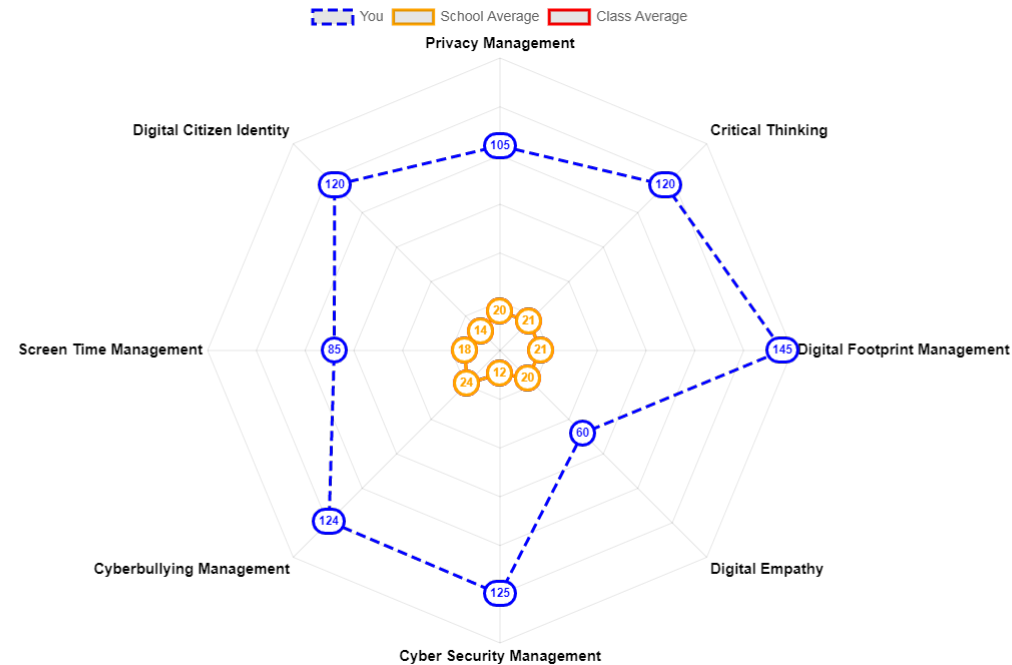 You School Average Class Average
Privacy Management
Digital Citizen Identity Critical Thinking
105
120 120
20
14 21
Screen Time Management 85 18 21 145 Digital Footprint Management
24 12 20
60
124
Cyberbullying Management Digital Empathy
125
Cyber Security Management